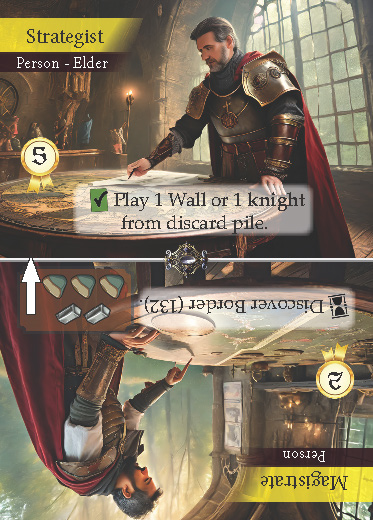 Strategist
Person - Elder
5
Play 1 Wall or 1 knight
from discard pile.
Discover Border (132).
2
Person
Magistrate